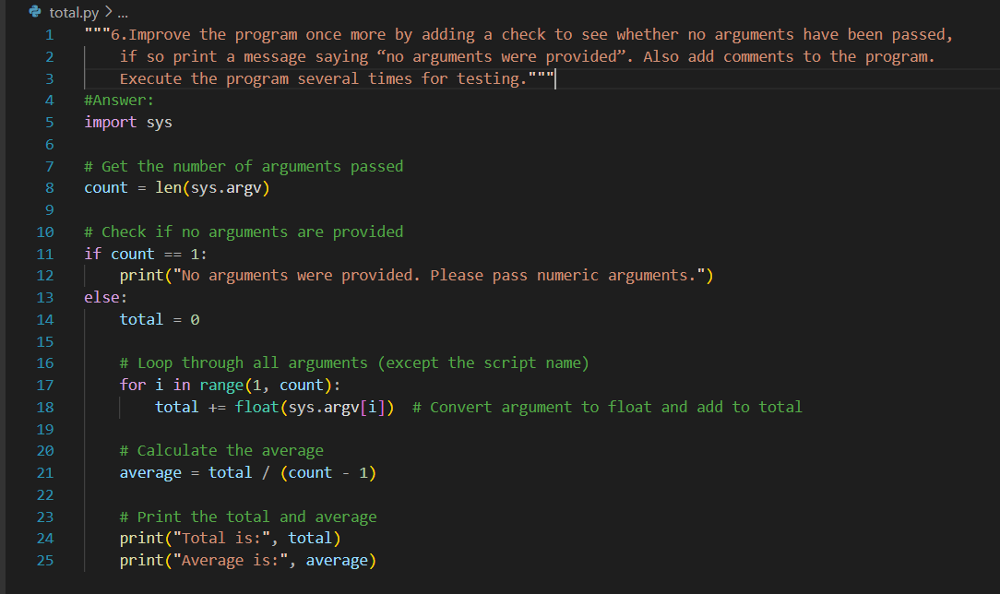 total.py > ...
1 """6.Improve the program once more by adding a check to see whether no arguments have been passed,
2     if so print a message saying “no arguments were provided”. Also add comments to the program.
3     Execute the program several times for testing."""
4 #Answer:
5 import sys
6
7 # Get the number of arguments passed
8 count = len(sys.argv)
9
10 # Check if no arguments are provided
11 if count == 1:
12     print("No arguments were provided. Please pass numeric arguments.")
13 else:
14     total = 0
15
16     # Loop through all arguments (except the script name)
17     for i in range(1, count):
18         total += float(sys.argv[i])  # Convert argument to float and add to total
19
20     # Calculate the average
21     average = total / (count - 1)
22
23     # Print the total and average
24     print("Total is:", total)
25     print("Average is:", average)